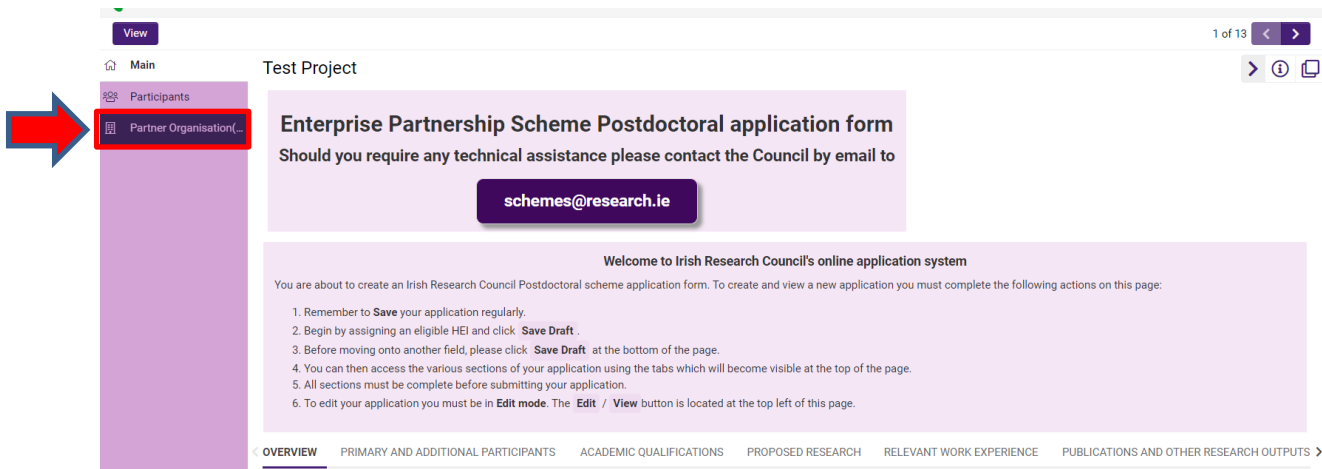 View
1 of 13
Main
Participants
Partner Organisation(...
Test Project
Enterprise Partnership Scheme Postdoctoral application form
Should you require any technical assistance please contact the Council by email to
schemes@research.ie
Welcome to Irish Research Council's online application system
You are about to create an Irish Research Council Postdoctoral scheme application form. To create and view a new application you must complete the following actions on this page:
1. Remember to Save your application regularly.
2. Begin by assigning an eligible HEI and click Save Draft .
3. Before moving onto another field, please click Save Draft at the bottom of the page.
4. You can then access the various sections of your application using the tabs which will become visible at the top of the page.
5. All sections must be complete before submitting your application.
6. To edit your application you must be in Edit mode. The Edit / View button is located at the top left of this page.
OVERVIEW PRIMARY AND ADDITIONAL PARTICIPANTS ACADEMIC QUALIFICATIONS PROPOSED RESEARCH RELEVANT WORK EXPERIENCE PUBLICATIONS AND OTHER RESEARCH OUTPUTS